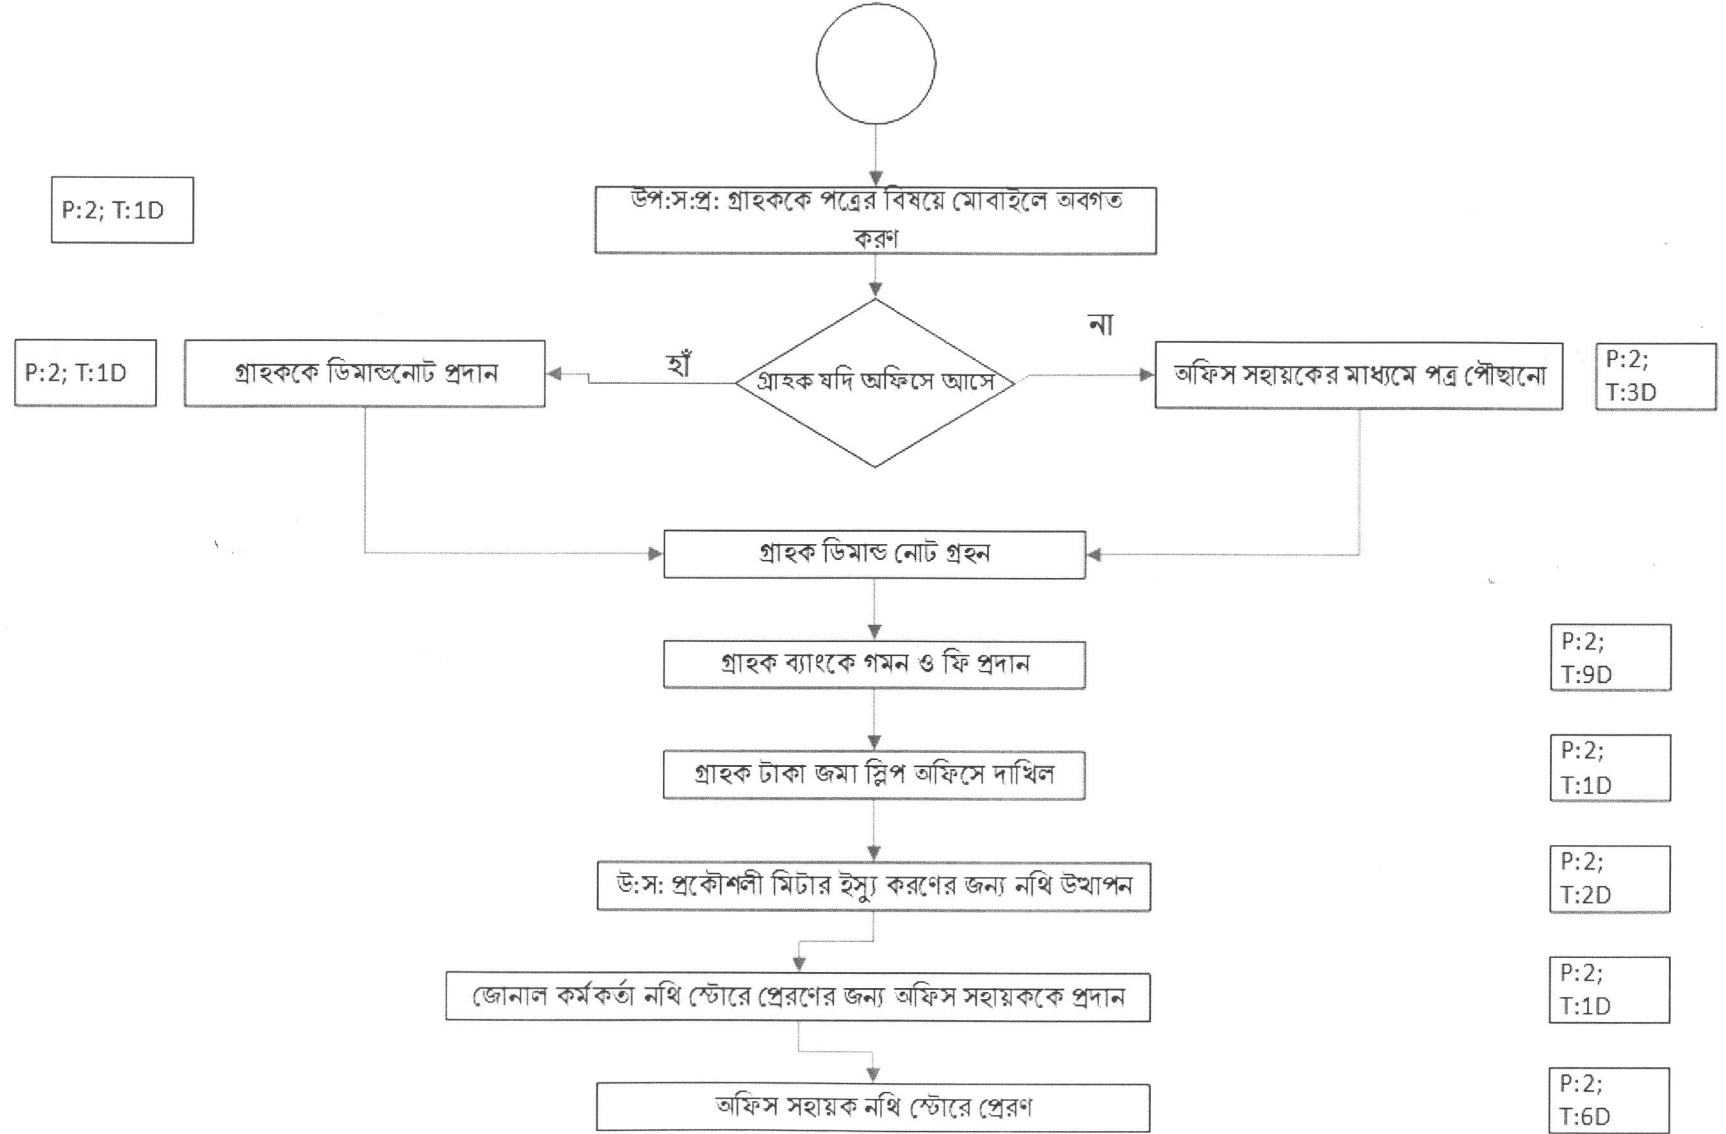 P:2; T:1D
উপ:স:প্র: গ্রাহককে পত্রের বিষয়ে মোবাইলে অবগত
করণ
না
P:2; T:1D
গ্রাহককে ডিমান্ডনোট প্রদান
হাঁ
গ্রাহক যদি অফিসে আসে
অফিস সহায়কের মাধ্যমে পত্র পৌছানো
P:2;
T:3D
গ্রাহক ডিমান্ড নোট গ্রহন
গ্রাহক ব্যাংকে গমন ও ফি প্রদান
P:2;
T:9D
গ্রাহক টাকা জমা স্লিপ অফিসে দাখিল
P:2;
T:1D
উ:স: প্রকৌশলী মিটার ইস্যু করণের জন্য নথি উত্থাপন
P:2;
T:2D
জোনাল কর্মকর্তা নথি স্টোরে প্রেরণের জন্য অফিস সহায়ককে প্রদান
P:2;
T:1D
অফিস সহায়ক নথি স্টোরে প্রেরণ
P:2;
T:6D